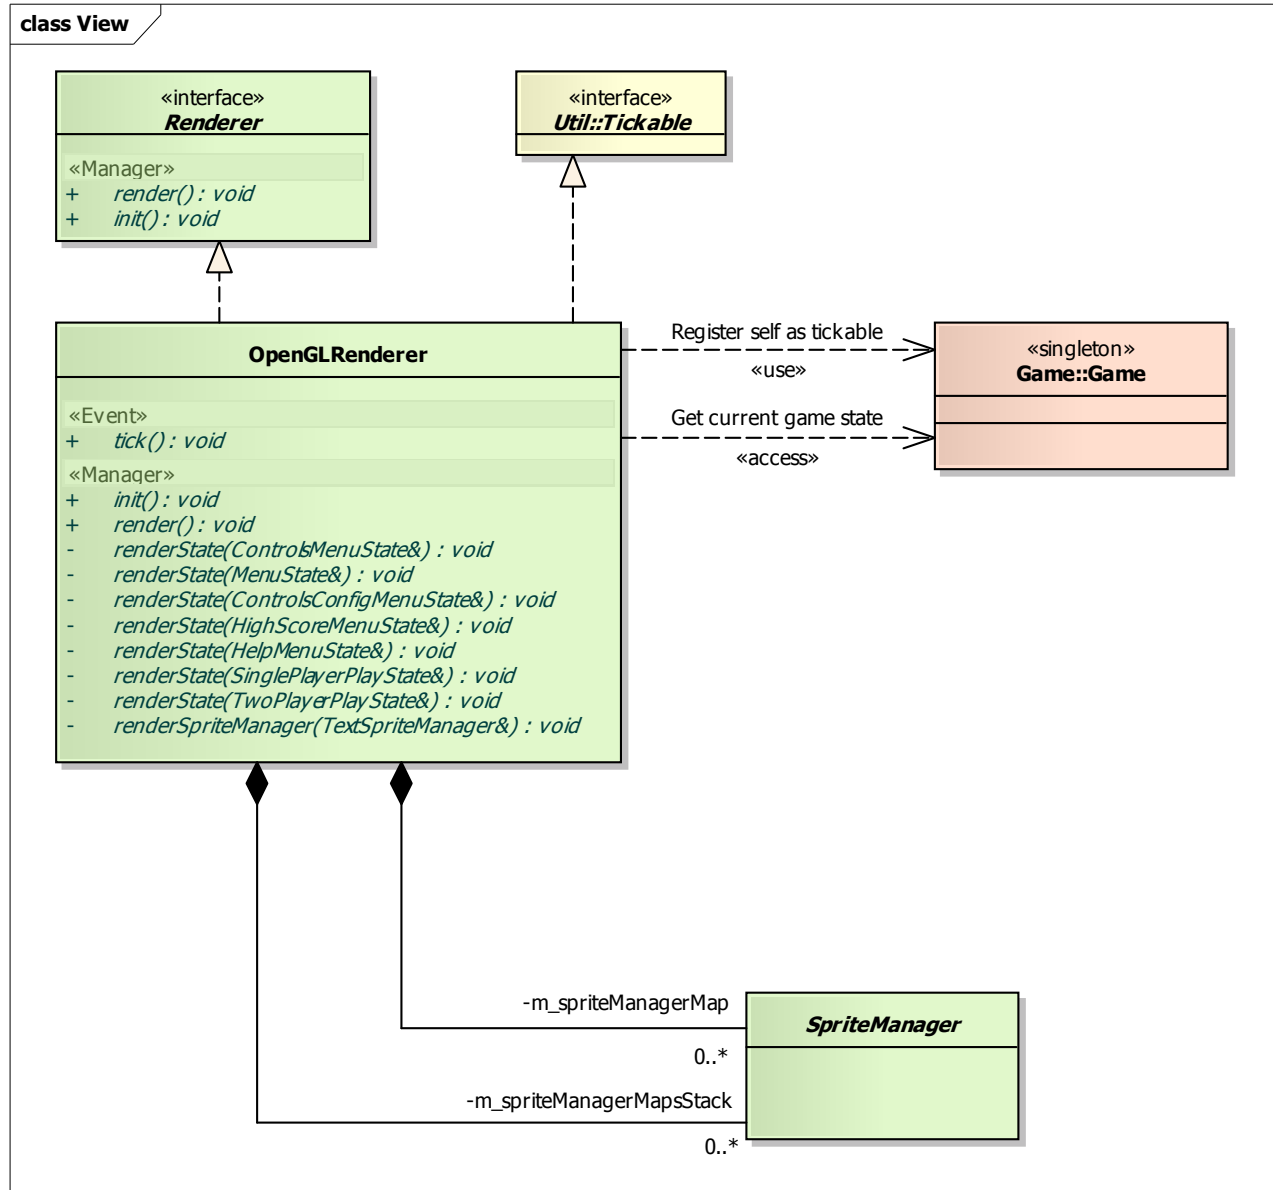 class View
«interface»
Renderer
«Manager»
+ render() : void
+ init() : void
«interface»
Util::Tickable
OpenGLRenderer
«Event»
+ tick() : void
«Manager»
+ init() : void
+ render() : void
- renderState(ControlsMenuState&) : void
- renderState(MenuState&) : void
- renderState(ControlsConfigMenuState&) : void
- renderState(HighScoreMenuState&) : void
- renderState(HelpMenuState&) : void
- renderState(SinglePlayerPlayState&) : void
- renderState(TwoPlayerPlayState&) : void
- renderSpriteManager(TextSpriteManager&) : void
Register self as tickable
«use»
Get current game state
«access»
«singleton»
Game::Game
-m_spriteManagerMap
0..*
-m_spriteManagerMapsStack
0..*
SpriteManager